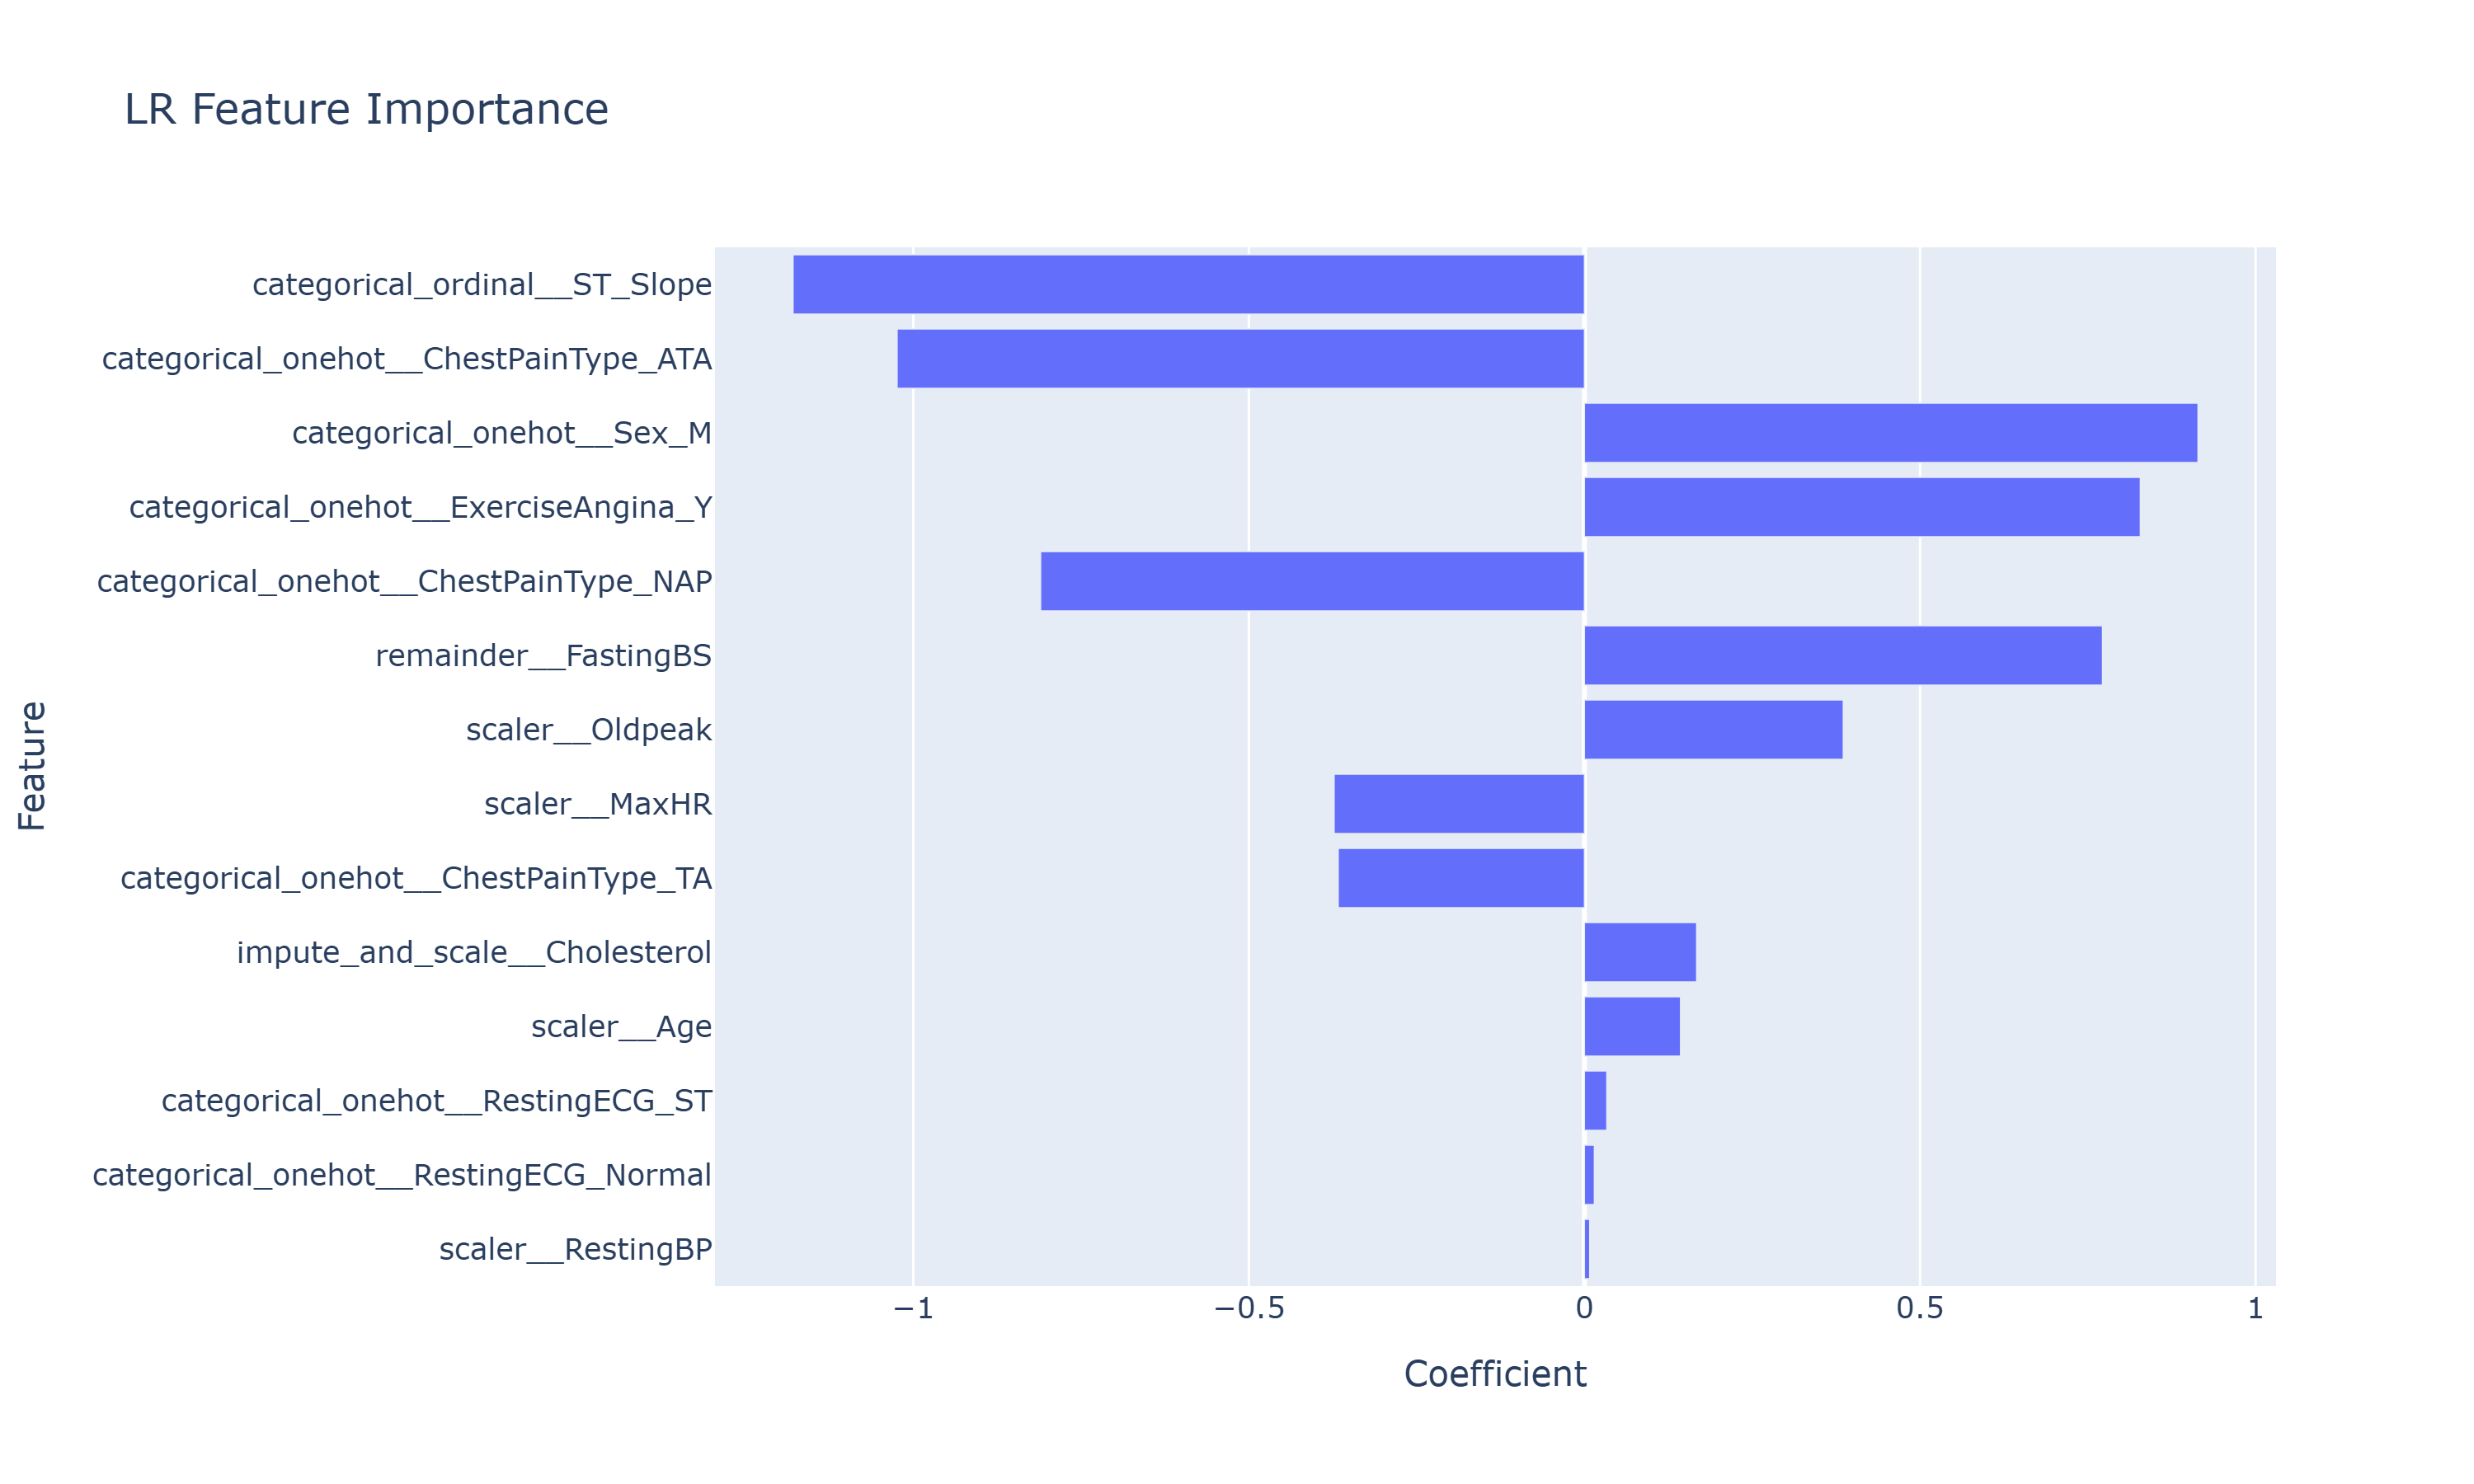 LR Feature Importance
categorical_ordinal__ST_Slope
categorical_onehot__ChestPainType_ATA
categorical_onehot__Sex_M
categorical_onehot__ExerciseAngina_Y
categorical_onehot__ChestPainType_NAP
remainder__FastingBS
scaler__Oldpeak
scaler__MaxHR
categorical_onehot__ChestPainType_TA
impute_and_scale__Cholesterol
scaler__Age
categorical_onehot__RestingECG_ST
categorical_onehot__RestingECG_Normal
scaler__RestingBP
Feature
−1 −0.5 0 0.5 1
Coefficient